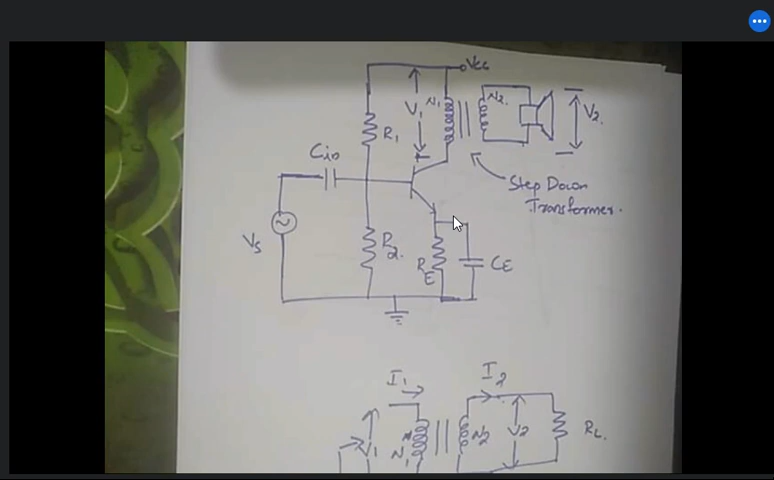 Vcc
V1
N1
N2.
V2.
R1
Cin
Step Down
Transformer.
Vs
R2.
RE
CE
I1
I2
V1
N1
N2
V2
RL.